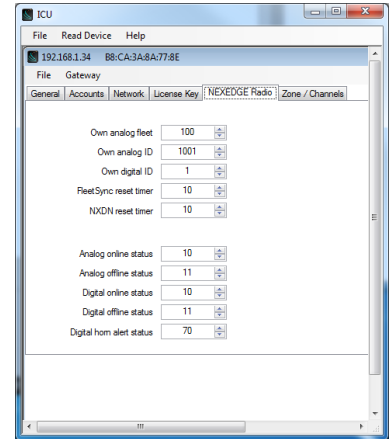 ICU
File Read Device Help
192.168.1.34 B8:CA:3A:8A:77:8E
File Gateway
General Accounts Network License Key NEXEDGE Radio Zone / Channels
Own analog fleet 100
Own analog ID 1001
Own digital ID 1
FleetSync reset timer 10
NXDN reset timer 10
Analog online status 10
Analog offline status 11
Digital online status 10
Digital offline status 11
Digital horn alert status 70